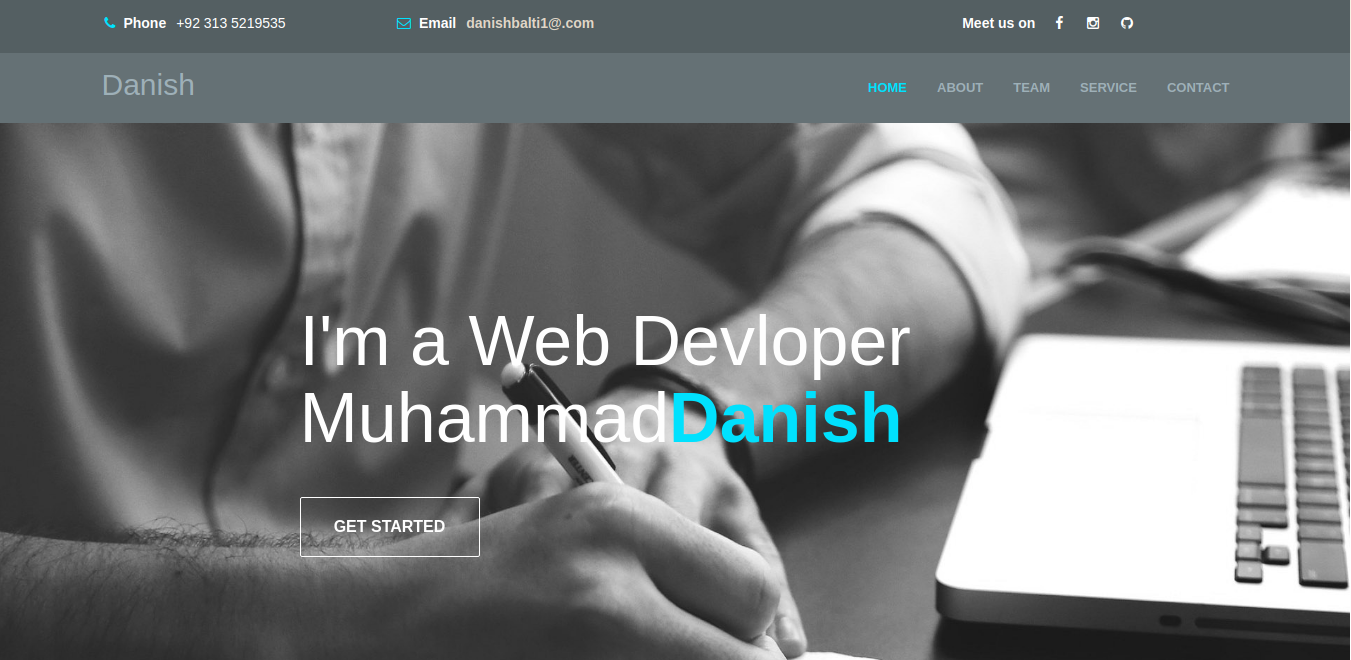 Phone +92 313 5219535 Email danishbalti1@.com Meet us on
Danish HOME ABOUT TEAM SERVICE CONTACT
I'm a Web Devloper
MuhammadDanish
GET STARTED